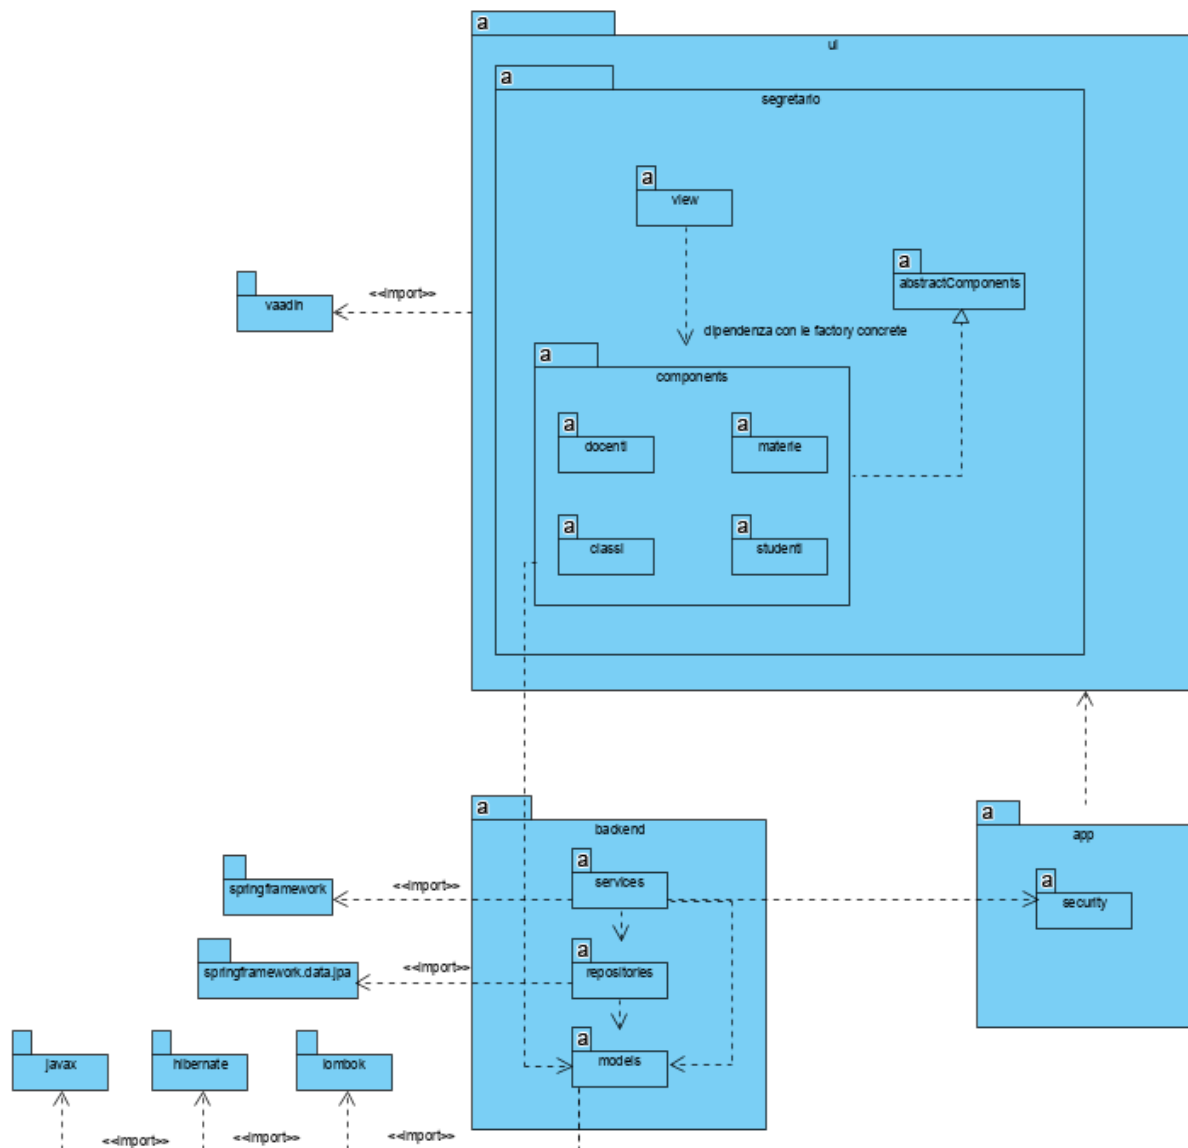 a
ui
a
segretario
a
view
a
abstractComponents
vaadin
<<import>>
dipendenza con le factory concrete
a
components
a
docenti
a
materie
a
classi
a
studenti
a
backend
a
app
a
services
springframework
<<import>>
a
security
a
repositories
springframework.data.jpa
<<import>>
a
models
javax
hibernate
lombok
<<import>>
<<import>>
<<import>>